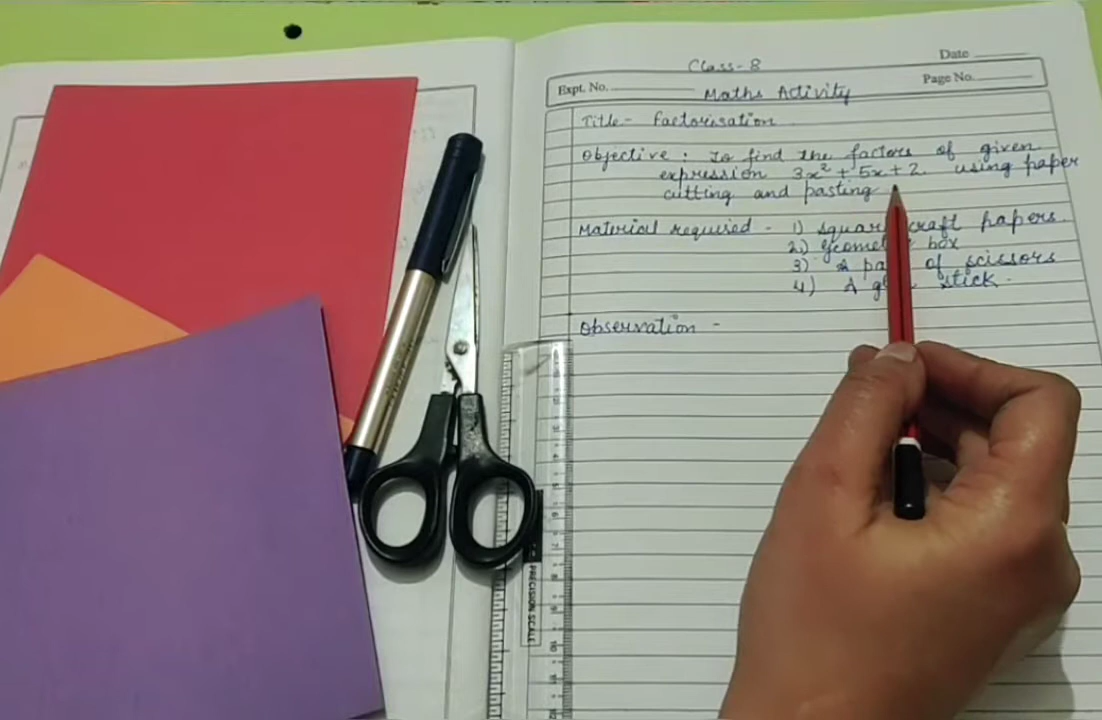 Class-8
Date
Expt. No.
Page No.
Maths Activity
Title- Factorisation
Objective : To find the factors of given
expression 3x² + 5x + 2 using paper
cutting and pasting
Material required - 1) Square craft papers.
2) Geometry box
3) A pair of scissors
4) A glue stick.
Observation -
PRECISION SCALE